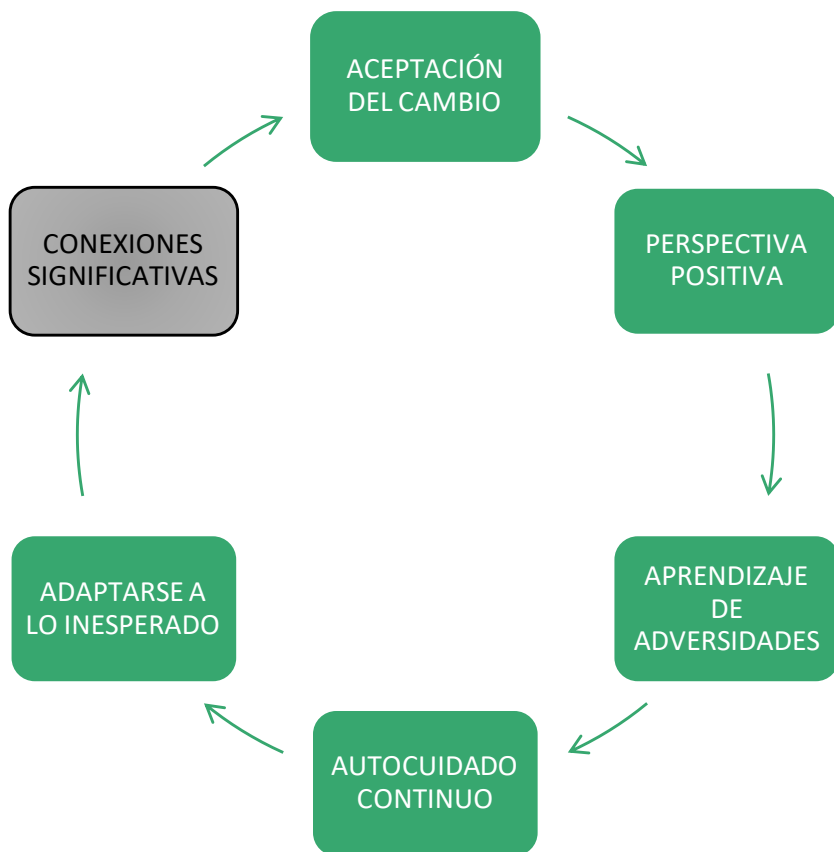 ACEPTACIÓN
DEL CAMBIO
PERSPECTIVA
POSITIVA
APRENDIZAJE
DE
ADVERSIDADES
AUTOCUIDADO
CONTINUO
ADAPTARSE A
LO INESPERADO
CONEXIONES
SIGNIFICATIVAS